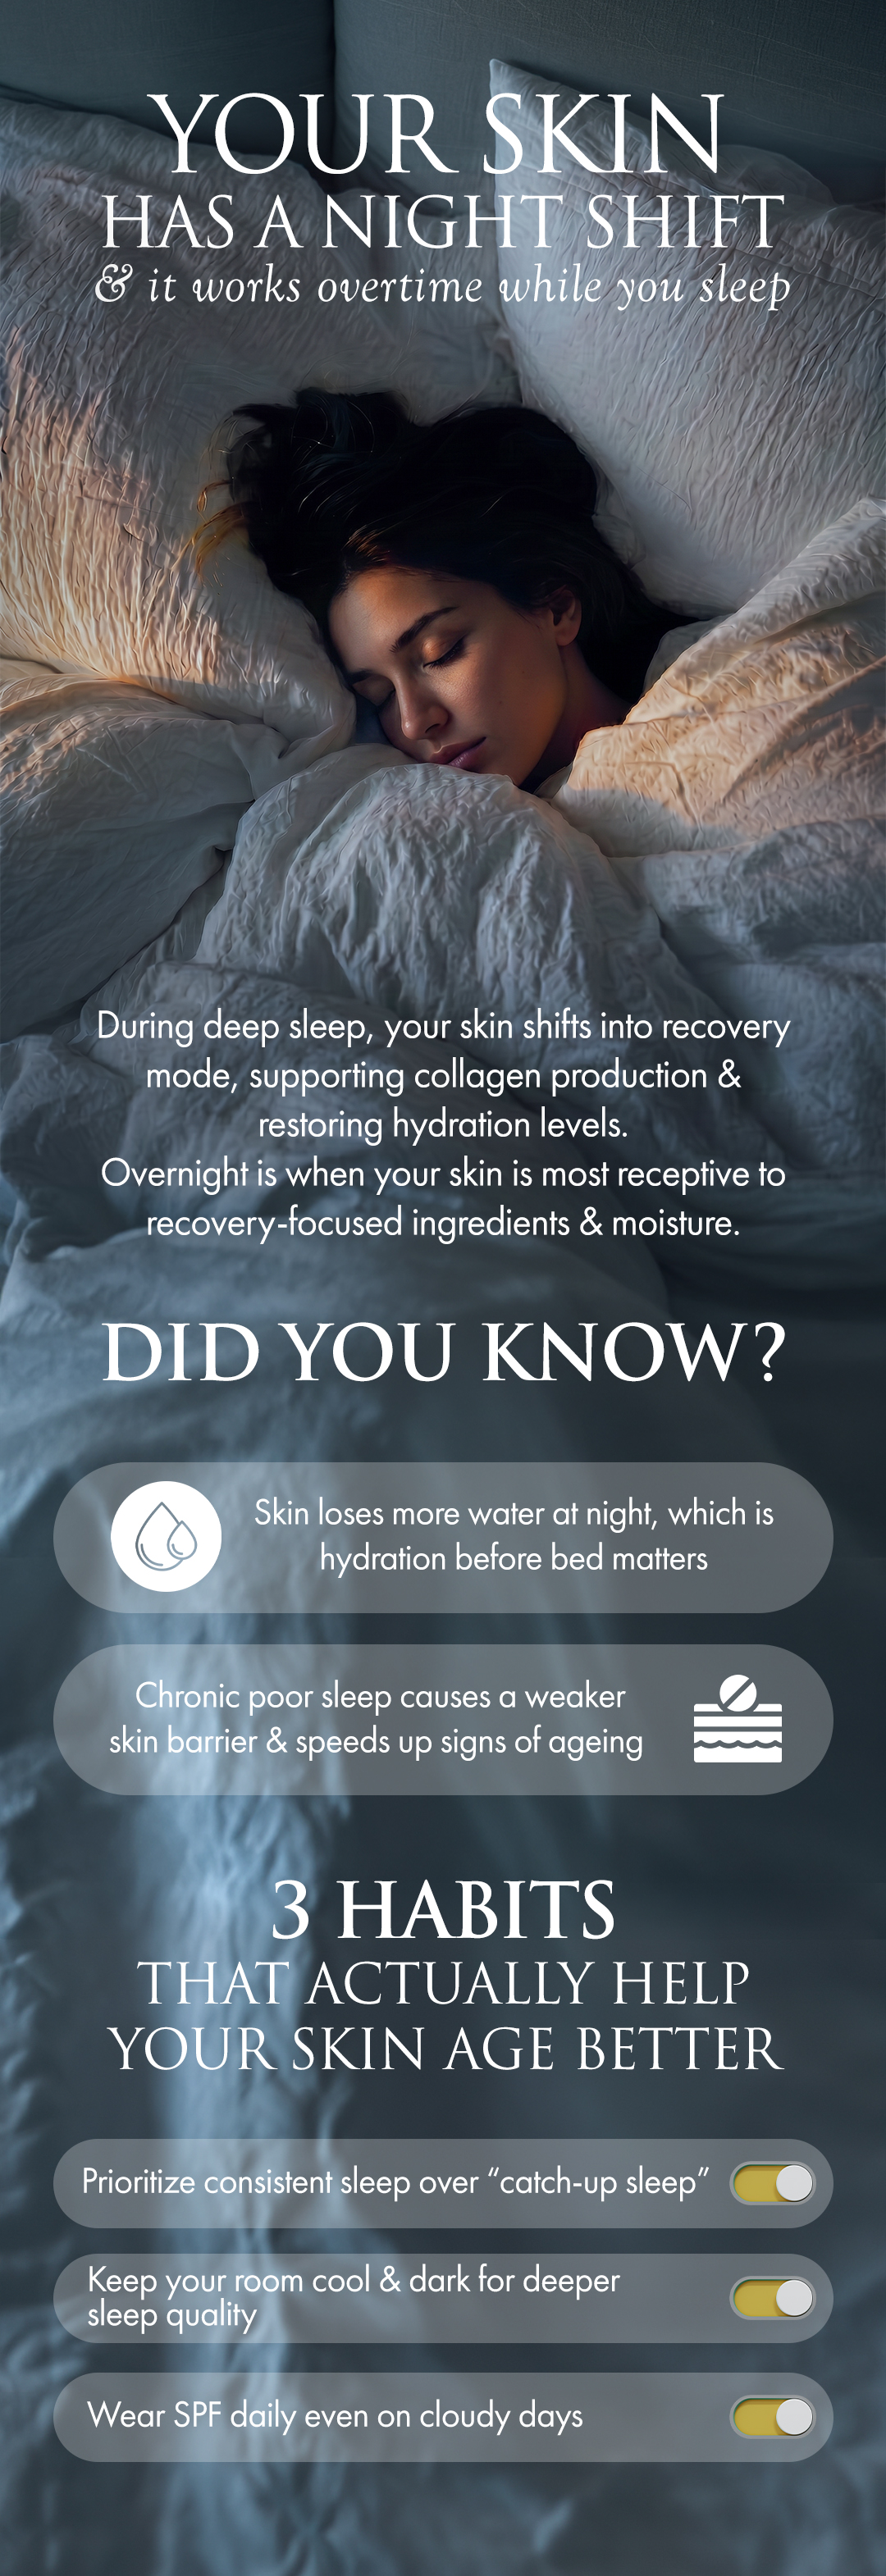 YOUR SKIN
HAS A NIGHT SHIFT
& it works overtime while you sleep
During deep sleep, your skin shifts into recovery
mode, supporting collagen production &
restoring hydration levels.
Overnight is when your skin is most receptive to
recovery-focused ingredients & moisture.
DID YOU KNOW?
Skin loses more water at night, which is
hydration before bed matters
Chronic poor sleep causes a weaker
skin barrier & speeds up signs of ageing
3 HABITS
THAT ACTUALLY HELP
YOUR SKIN AGE BETTER
Prioritize consistent sleep over “catch-up sleep”
Keep your room cool & dark for deeper
sleep quality
Wear SPF daily even on cloudy days